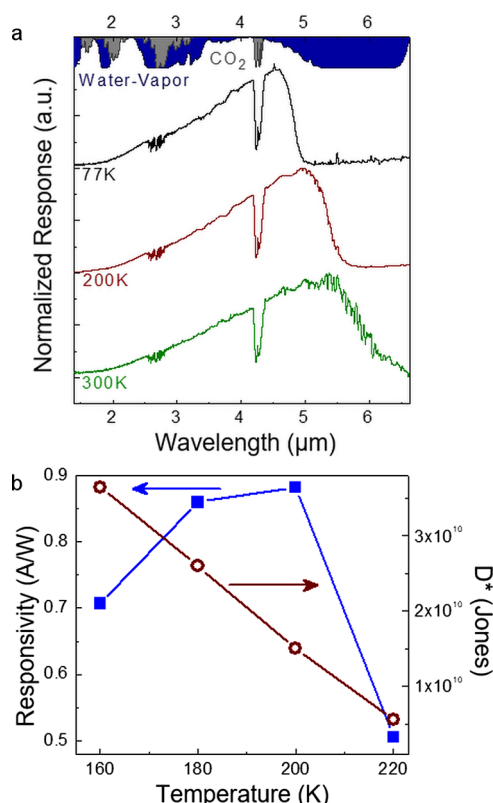 a
2 3 4 5 6
CO2
Water-Vapor
77K
200K
300K
Normalized Response (a.u.)
2 3 4 5 6
Wavelength (µm)
b
0.9
0.8
0.7
0.6
0.5
Responsivity (A/W)
3x10^10
2x10^10
1x10^10
D* (Jones)
160 180 200 220
Temperature (K)